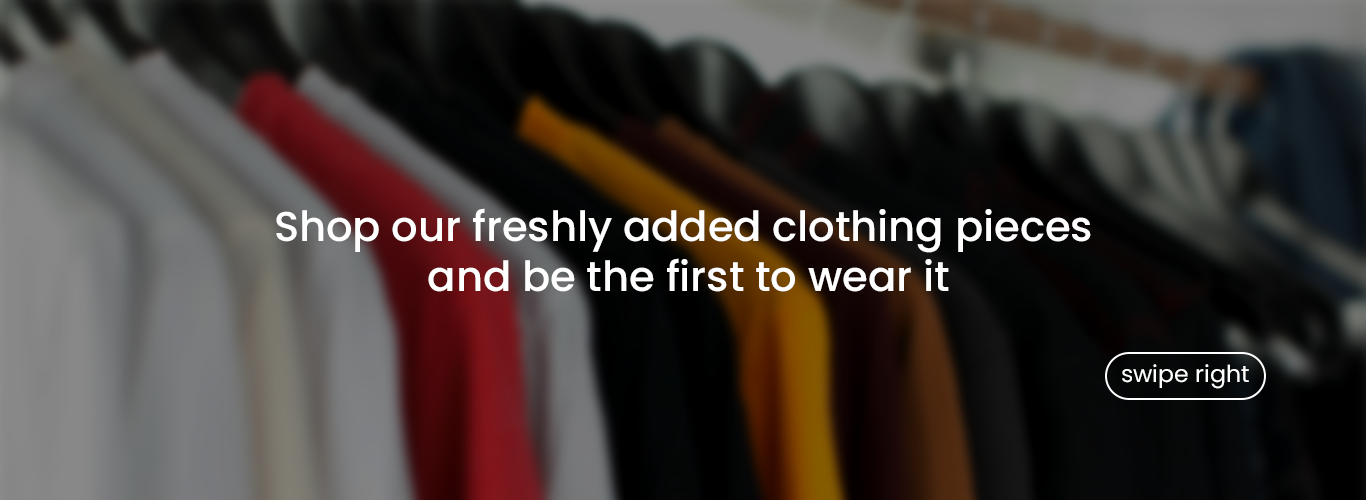 Shop our freshly added clothing pieces
and be the first to wear it
swipe right